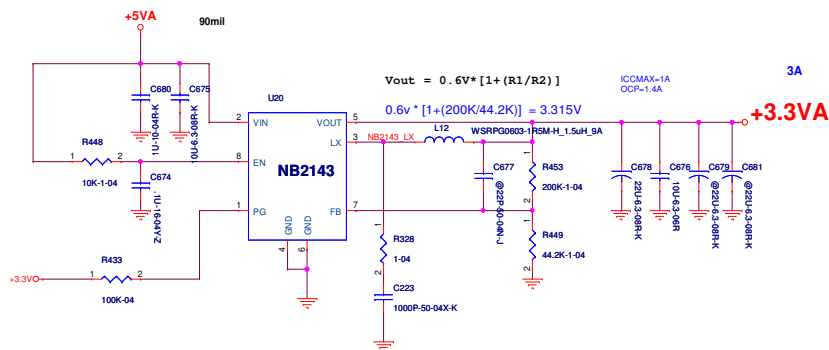 +5VA
90mil
Vout = 0.6V*[1+(R1/R2)]
0.6v * [1+(200K/44.2K)] = 3.315V
ICCMAX=1A
OCP=1.4A
3A
+3.3VA
C680
1U-10-04R-K
C675
10U-6.3-08R-K
U20
2
VIN
VOUT
5
LX
3
NB2143_LX
L12
WSRPG0603-1R5M-H_1.5uH_9A
R448
1
2
10K-1-04
8
EN
NB2143
C674
.1U-16-04Y-Z
1
PG
FB
7
GND
GND
4
6
C677
@22P-50-04N-J
1
R453
200K-1-04
2
1
R449
44.2K-1-04
2
C678
22U-6.3-08R-K
C676
10U-6.3-06R
C679
@22U-6.3-08R-K
C681
@22U-6.3-08R-K
1
R328
1-04
2
C223
1000P-50-04X-K
+3.3V
R433
1
2
100K-04